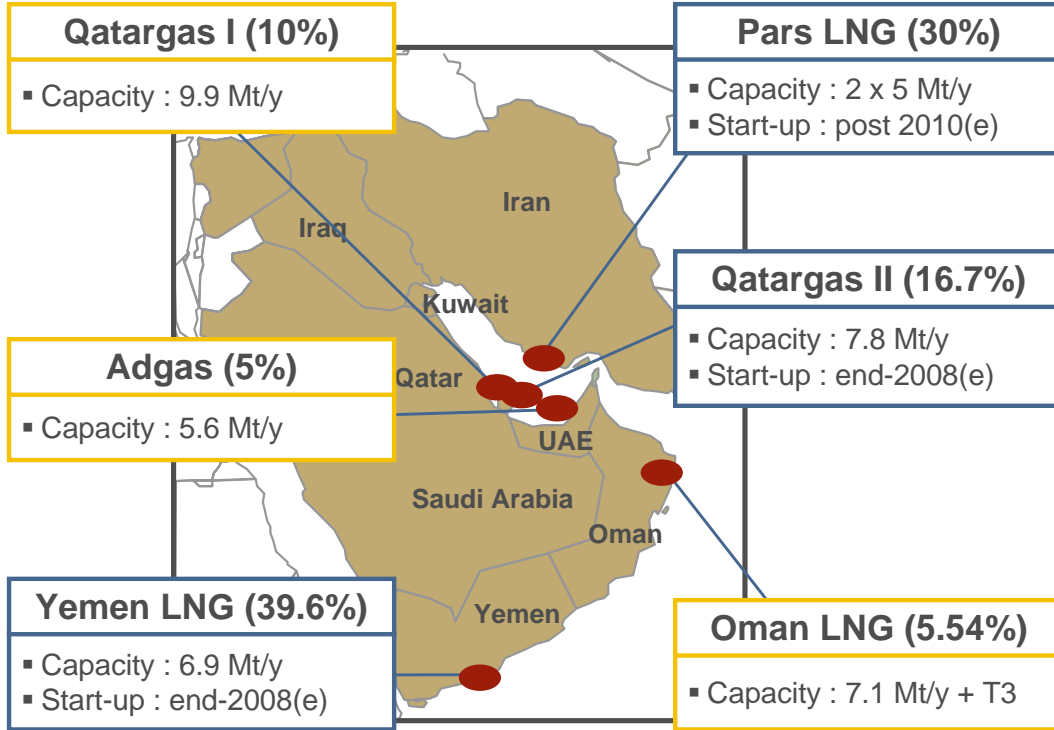 Qatargas I (10%)
▪ Capacity : 9.9 Mt/y
Pars LNG (30%)
▪ Capacity : 2 x 5 Mt/y
▪ Start-up : post 2010(e)
Iran
Iraq
Kuwait
Qatargas II (16.7%)
▪ Capacity : 7.8 Mt/y
▪ Start-up : end-2008(e)
Adgas (5%)
▪ Capacity : 5.6 Mt/y
Qatar
UAE
Saudi Arabia
Oman
Yemen
Yemen LNG (39.6%)
▪ Capacity : 6.9 Mt/y
▪ Start-up : end-2008(e)
Oman LNG (5.54%)
▪ Capacity : 7.1 Mt/y + T3